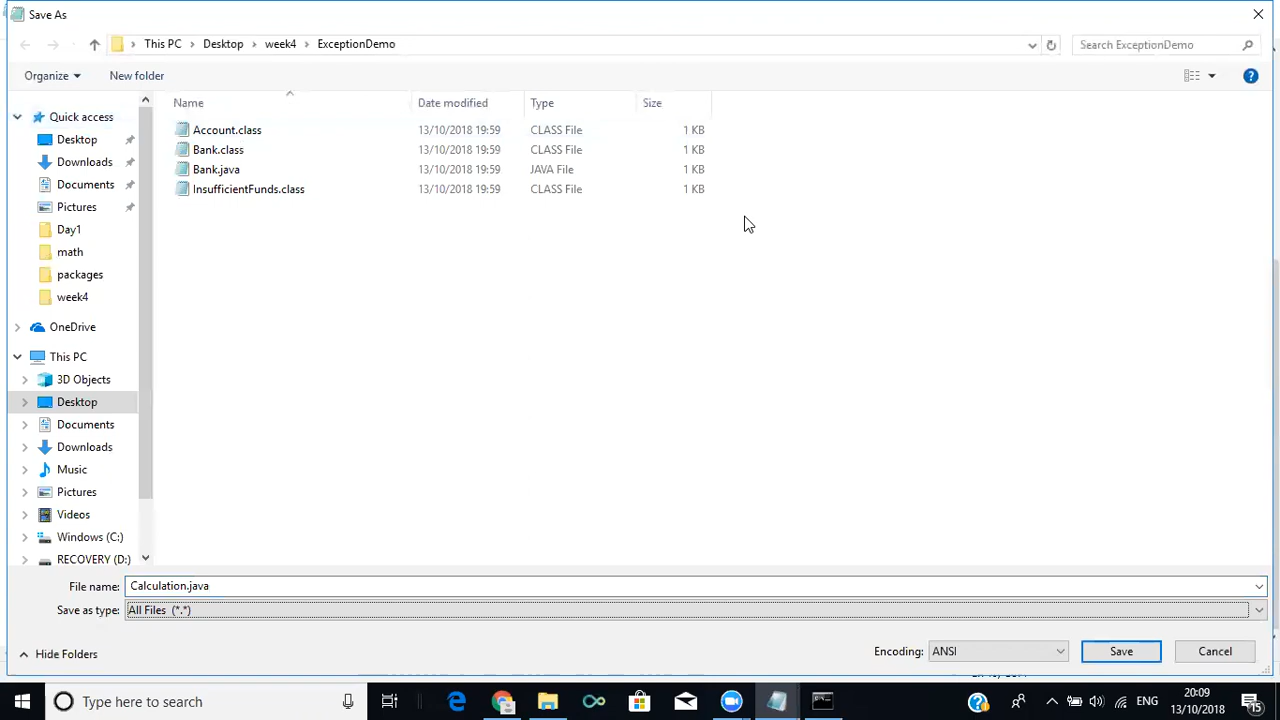 Save As
This PC Desktop week4 ExceptionDemo Search ExceptionDemo
Organize New folder
Name Date modified Type Size
Account.class 13/10/2018 19:59 CLASS File 1 KB
Bank.class 13/10/2018 19:59 CLASS File 1 KB
Bank.java 13/10/2018 19:59 JAVA File 1 KB
InsufficientFunds.class 13/10/2018 19:59 CLASS File 1 KB
Quick access
Desktop
Downloads
Documents
Pictures
Day1
math
packages
week4
OneDrive
This PC
3D Objects
Desktop
Documents
Downloads
Music
Pictures
Videos
Windows (C:)
RECOVERY (D:)
File name: Calculation.java
Save as type: All Files (*.*)
Hide Folders Encoding: ANSI Save Cancel
Type here to search ENG 20:09
13/10/2018 15